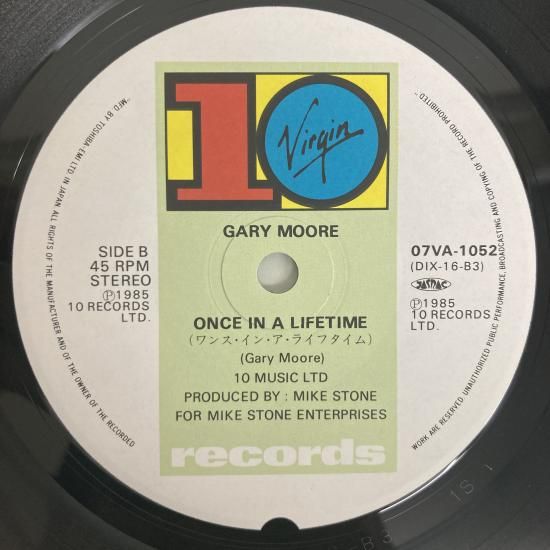 10
Virgin
GARY MOORE
SIDE B
45 RPM
STEREO
Ⓟ1985
10 RECORDS
LTD.
07VA-1052
(DIX-16-B3)
JASRAC
Ⓟ1985
10 RECORDS
LTD.
ONCE IN A LIFETIME
(ワンス・イン・ア・ライフタイム)
(Gary Moore)
10 MUSIC LTD
PRODUCED BY : MIKE STONE
FOR MIKE STONE ENTERPRISES
records
"MFD BY TOSHIBA-EMI LTD. IN JAPAN ALL RIGHTS OF THE MANUFACTURER AND OF THE OWNER OF THE RECORDED
WORK ARE RESERVED. UNAUTHORIZED PUBLIC PERFORMANCE, BROADCASTING AND COPYING OF THE RECORD PROHIBITED"
1S 1